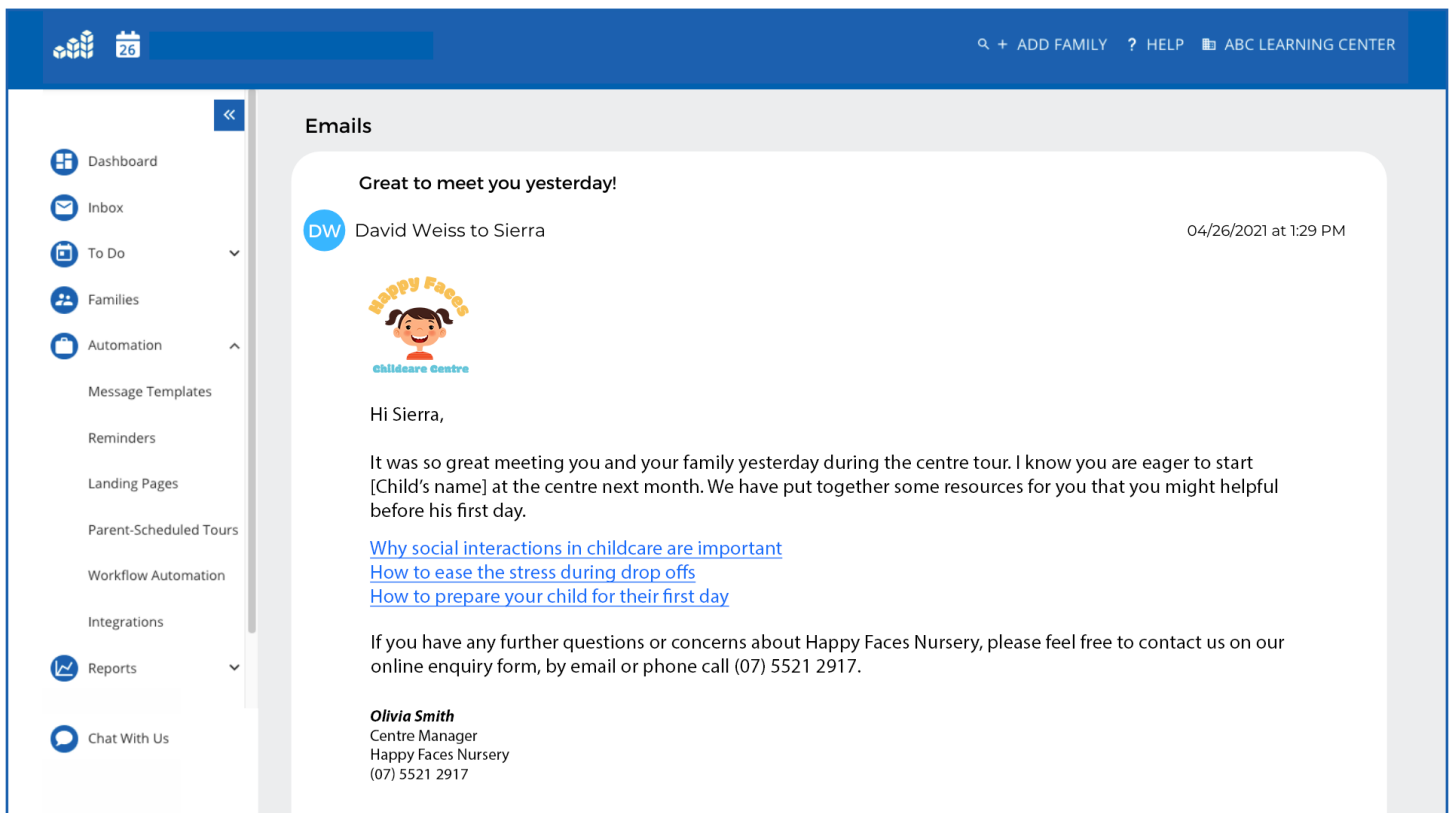 26
+ ADD FAMILY
? HELP
ABC LEARNING CENTER
«
Dashboard
Inbox
To Do
Families
Automation
Message Templates
Reminders
Landing Pages
Parent-Scheduled Tours
Workflow Automation
Integrations
Reports
Chat With Us
Emails
Great to meet you yesterday!
DW
David Weiss to Sierra
04/26/2021 at 1:29 PM
Happy Faces
Childcare Centre
Hi Sierra,
It was so great meeting you and your family yesterday during the centre tour. I know you are eager to start
[Child’s name] at the centre next month. We have put together some resources for you that you might helpful
before his first day.
Why social interactions in childcare are important
How to ease the stress during drop offs
How to prepare your child for their first day
If you have any further questions or concerns about Happy Faces Nursery, please feel free to contact us on our
online enquiry form, by email or phone call (07) 5521 2917.
Olivia Smith
Centre Manager
Happy Faces Nursery
(07) 5521 2917